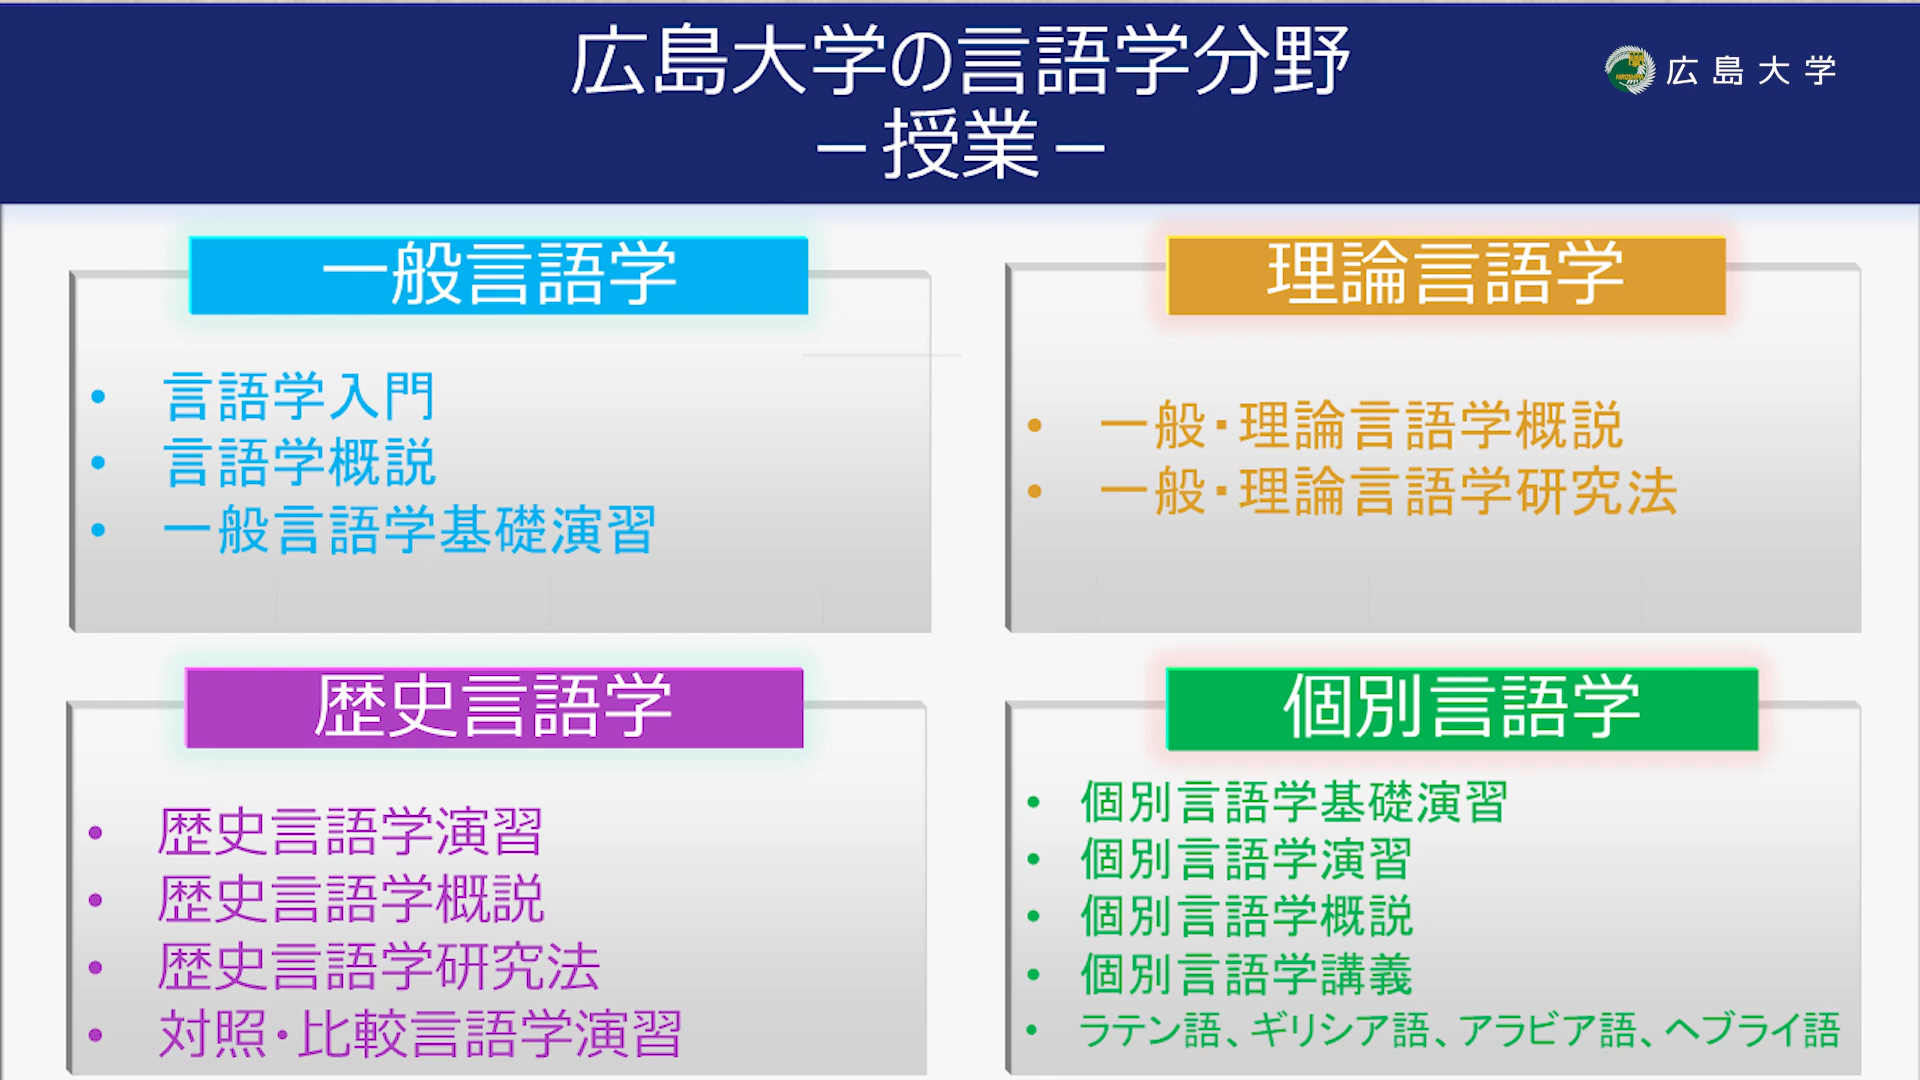 広島大学の言語学分野
－授業－
広島大学
一般言語学
・ 言語学入門
・ 言語学概説
・ 一般言語学基礎演習
理論言語学
・ 一般・理論言語学概説
・ 一般・理論言語学研究法
歴史言語学
・ 歴史言語学演習
・ 歴史言語学概説
・ 歴史言語学研究法
・ 対照・比較言語学演習
個別言語学
・ 個別言語学基礎演習
・ 個別言語学演習
・ 個別言語学概説
・ 個別言語学講義
・ ラテン語、ギリシア語、アラビア語、ヘブライ語